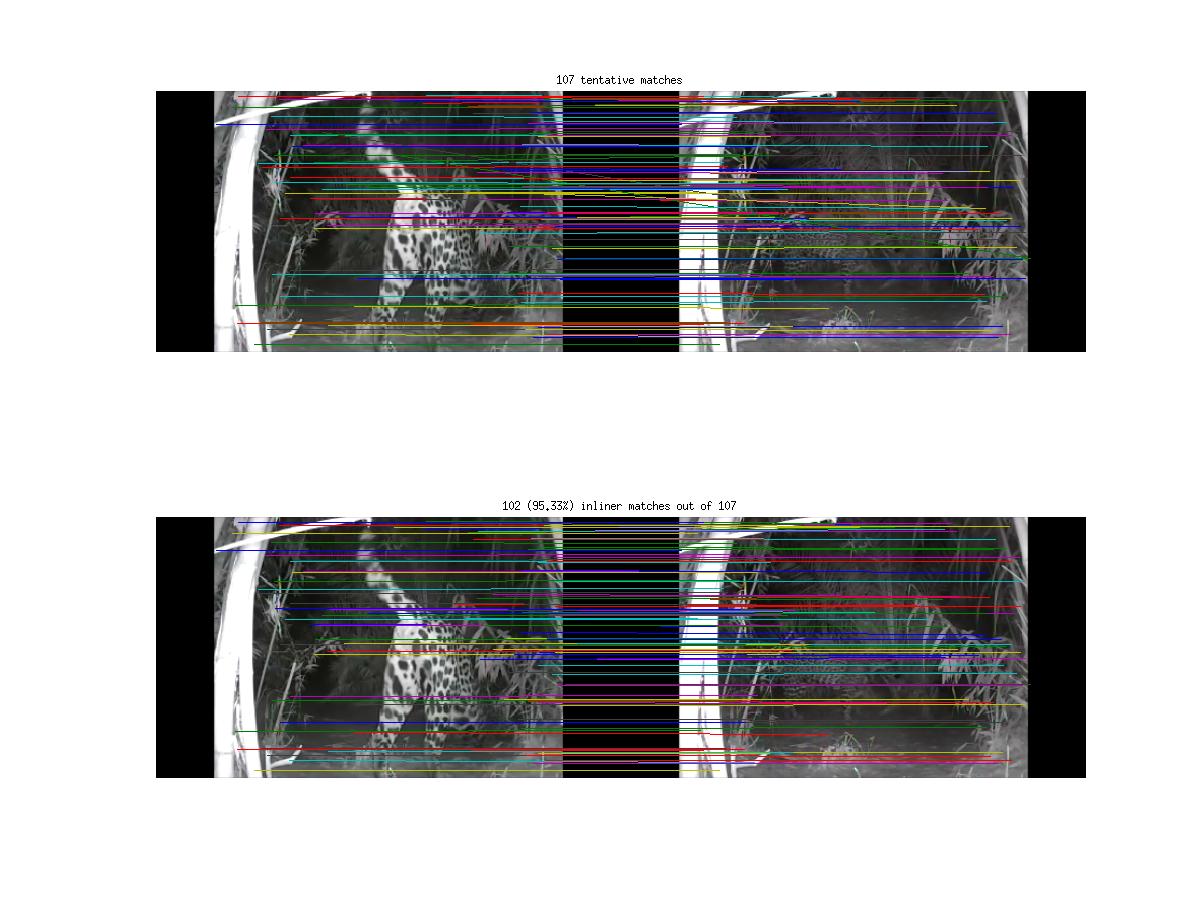 107 tentative matches
102 (95.33%) inliner matches out of 107